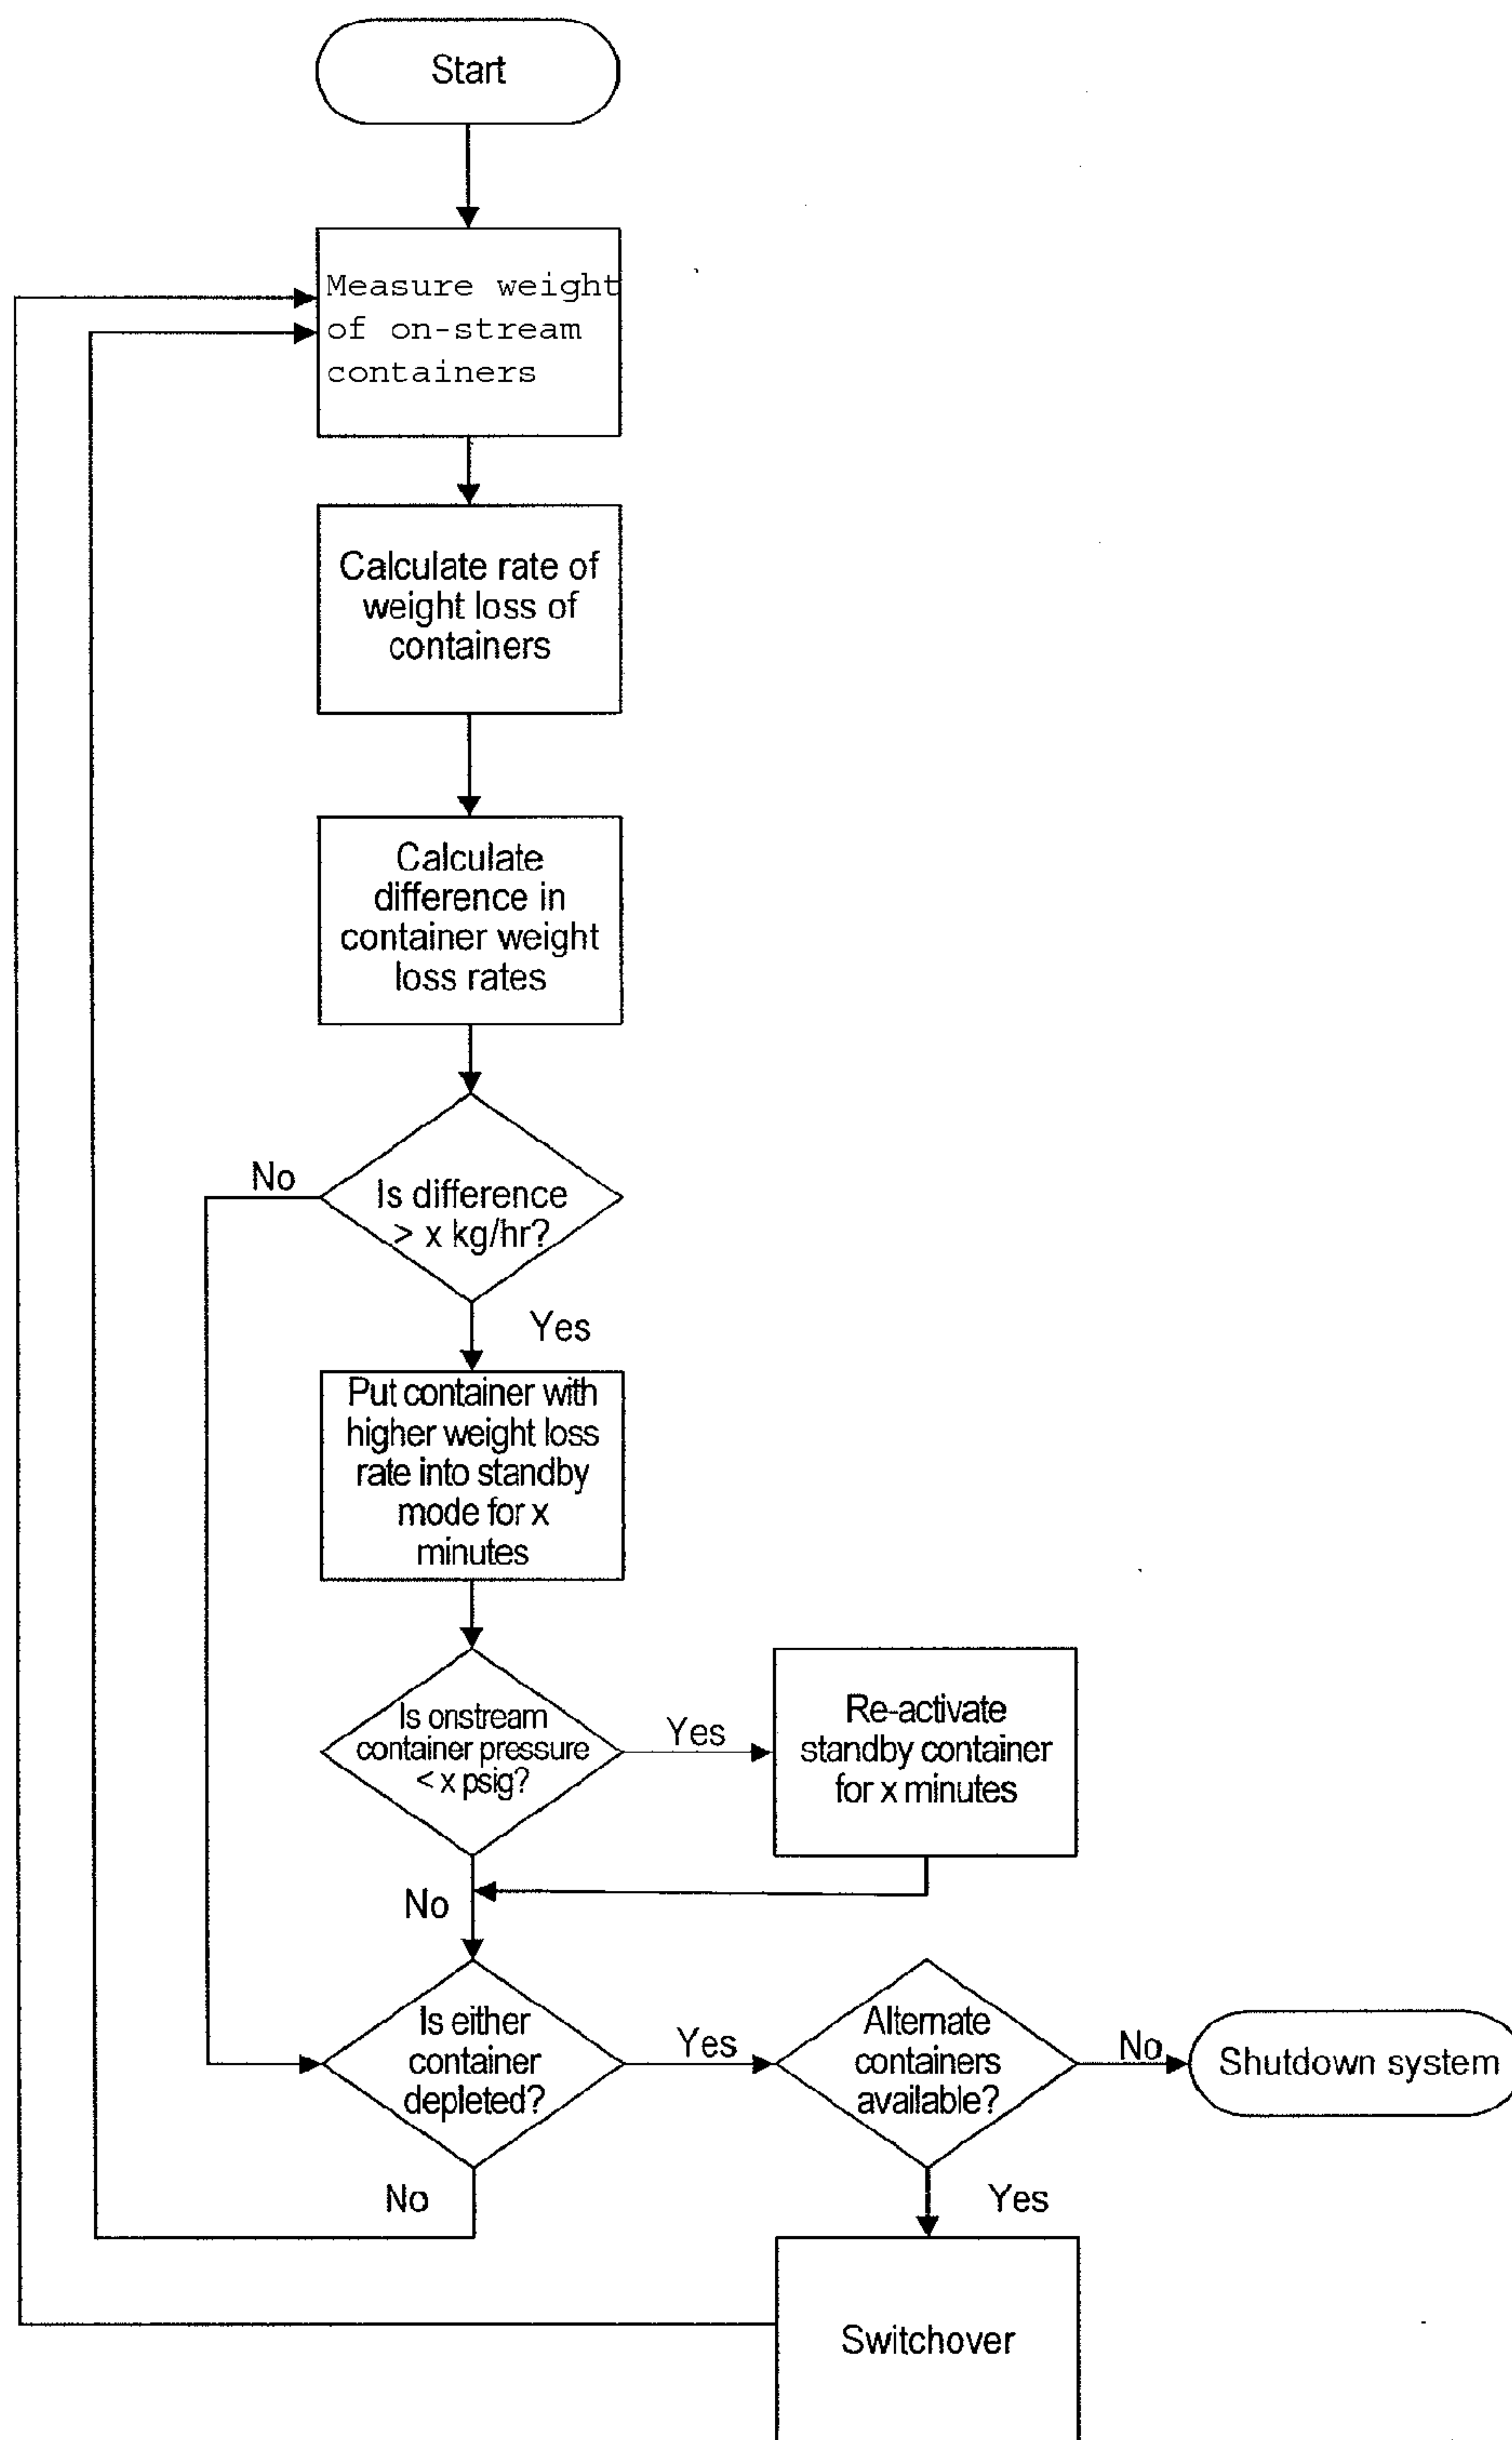 Start
Measure weight
of on-stream
containers
Calculate rate of
weight loss of
containers
Calculate
difference in
container weight
loss rates
No
Is difference
> x kg/hr?
Yes
Put container with
higher weight loss
rate into standby
mode for x
minutes
Is onstream
container pressure
< x psig?
Yes
Re-activate
standby container
for x minutes
No
Is either
container
depleted?
Yes
Alternate
containers
available?
No
Shutdown system
No
Yes
Switchover